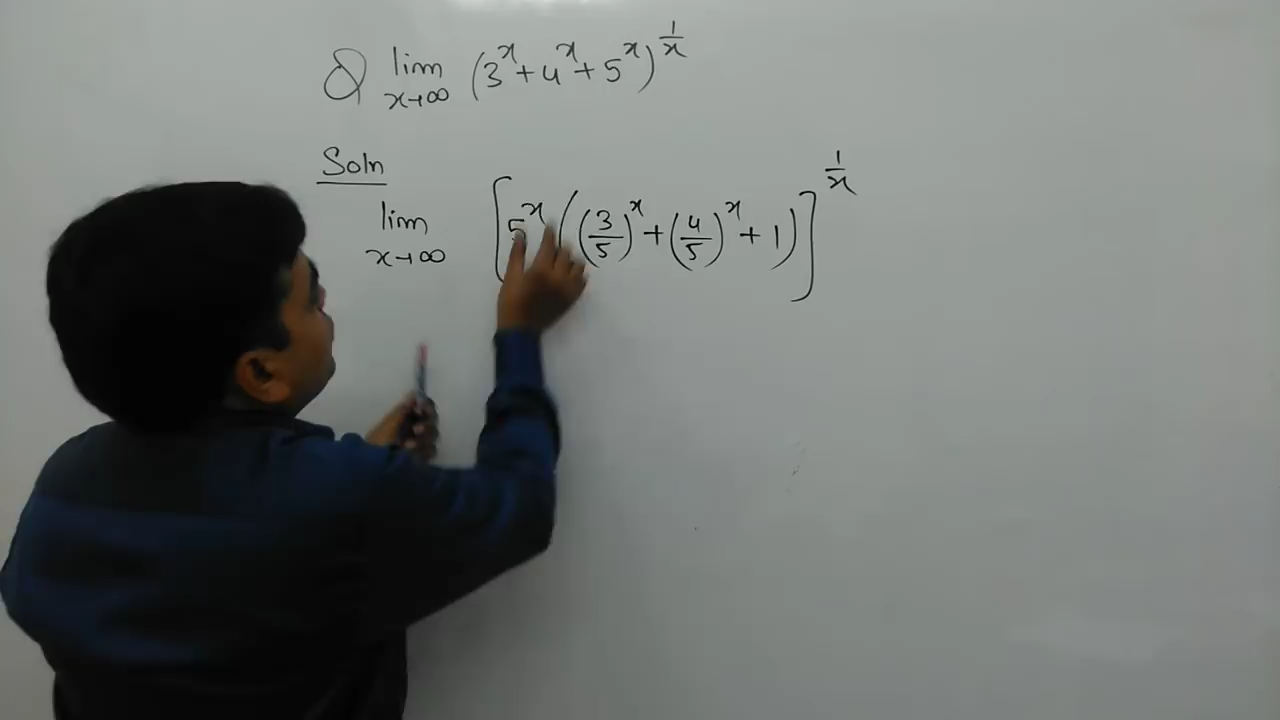 Q lim x→∞ (3^x + 4^x + 5^x)^(1/x)
Soln
lim x→∞ [5^x ((3/5)^x + (4/5)^x + 1)]^(1/x)